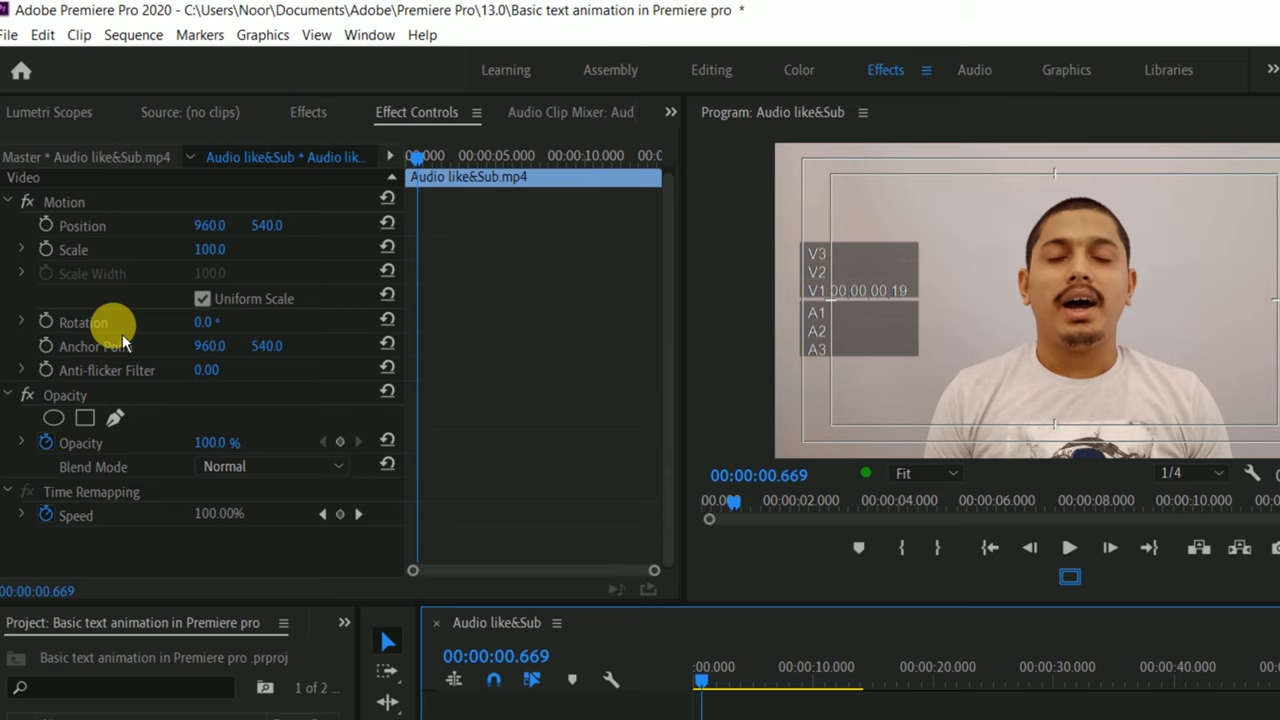 Adobe Premiere Pro 2020 - C:\Users\Noor\Documents\Adobe\Premiere Pro\13.0\Basic text animation in Premiere pro *
File Edit Clip Sequence Markers Graphics View Window Help
Learning Assembly Editing Color Effects Audio Graphics Libraries
Lumetri Scopes Source: (no clips) Effects Effect Controls Audio Clip Mixer: Aud
Program: Audio like&Sub
Master * Audio like&Sub.mp4 Audio like&Sub * Audio lik... 00:000 00:00:05.000 00:00:10.000 00:0
Video Audio like&Sub.mp4
fx Motion
Position 960.0 540.0
Scale 100.0
Scale Width 100.0
Uniform Scale
Rotation 0.0 °
Anchor Point 960.0 540.0
Anti-flicker Filter 0.00
fx Opacity
Opacity 100.0 %
Blend Mode Normal
fx Time Remapping
Speed 100.00%
00:00:00.669
V3
V2
V1 00,00,00,19
A1
A2
A3
00:00:00.669 Fit 1/4
00:00 00:00:02.000 00:00:04.000 00:00:06.000 00:00:08.000 00:00:10.000 00:0
Project: Basic text animation in Premiere pro
Basic text animation in Premiere pro .prproj
1 of 2 ...
× Audio like&Sub
00:00:00.669
:00.000 00:00:10.000 00:00:20.000 00:00:30.000 00:00:40.000 00: